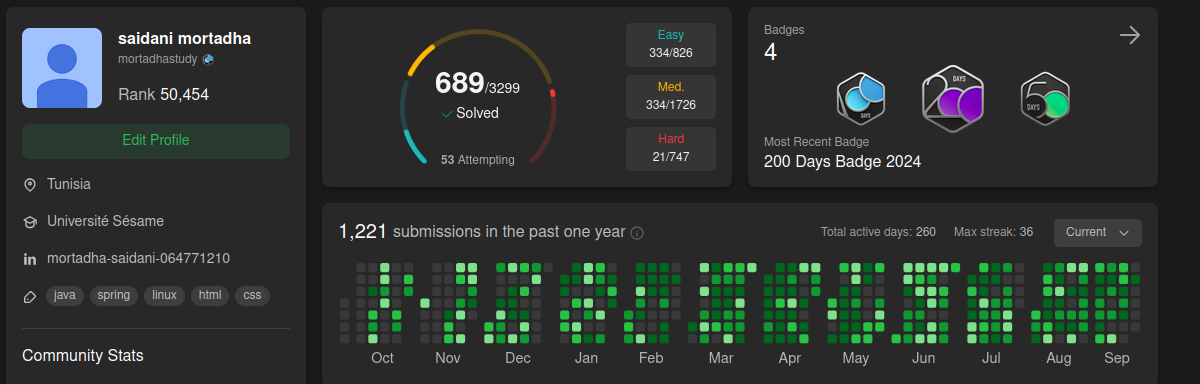 saidani mortadha
mortadhastudy
Rank 50,454
Edit Profile
Tunisia
Université Sésame
mortadha-saidani-064771210
java spring linux html css
Community Stats
689/3299
Solved
53 Attempting
Easy
334/826
Med.
334/1726
Hard
21/747
Badges
4
DAYS
DAYS
DAYS
Most Recent Badge
200 Days Badge 2024
1,221 submissions in the past one year
Total active days: 260 Max streak: 36 Current
Oct Nov Dec Jan Feb Mar Apr May Jun Jul Aug Sep